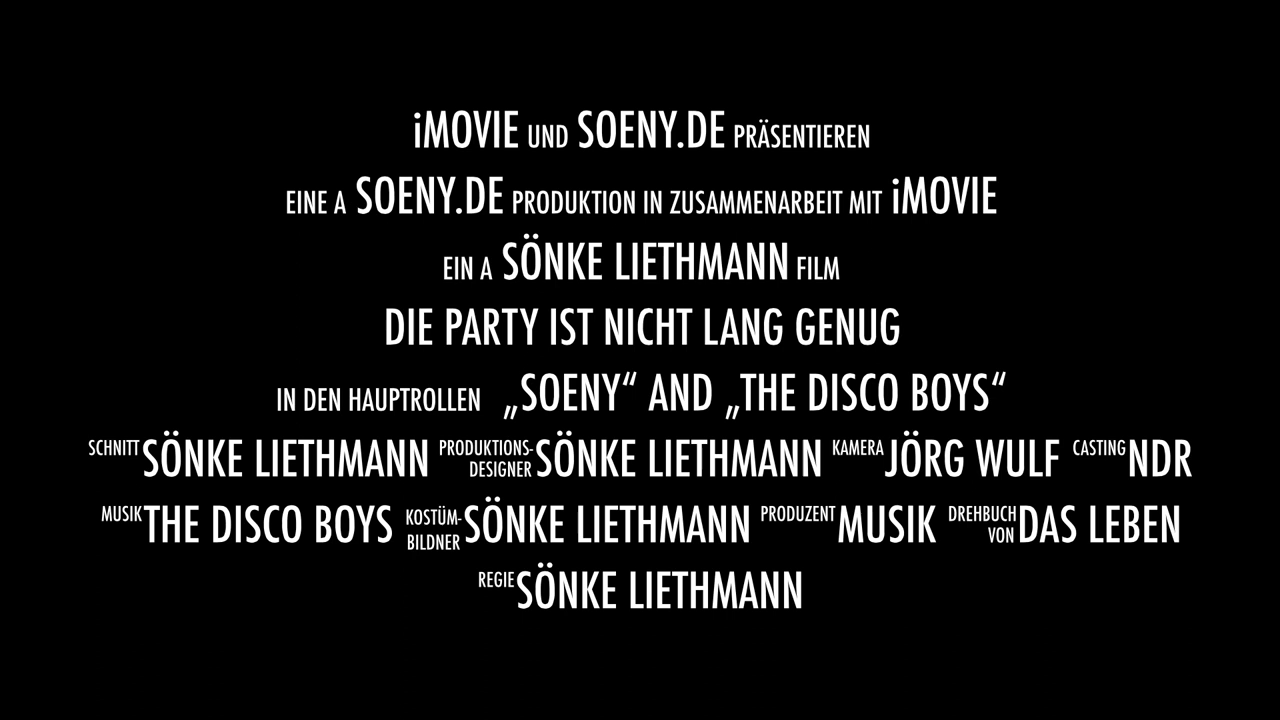 iMOVIE UND SOENY.DE PRÄSENTIEREN
EINE A SOENY.DE PRODUKTION IN ZUSAMMENARBEIT MIT iMOVIE
EIN A SÖNKE LIETHMANN FILM
DIE PARTY IST NICHT LANG GENUG
IN DEN HAUPTROLLEN „SOENY“ AND „THE DISCO BOYS“
SCHNITT SÖNKE LIETHMANN PRODUKTIONS-DESIGNER SÖNKE LIETHMANN KAMERA JÖRG WULF CASTING NDR
MUSIK THE DISCO BOYS KOSTÜM-BILDNER SÖNKE LIETHMANN PRODUZENT MUSIK DREHBUCH VON DAS LEBEN
REGIE SÖNKE LIETHMANN